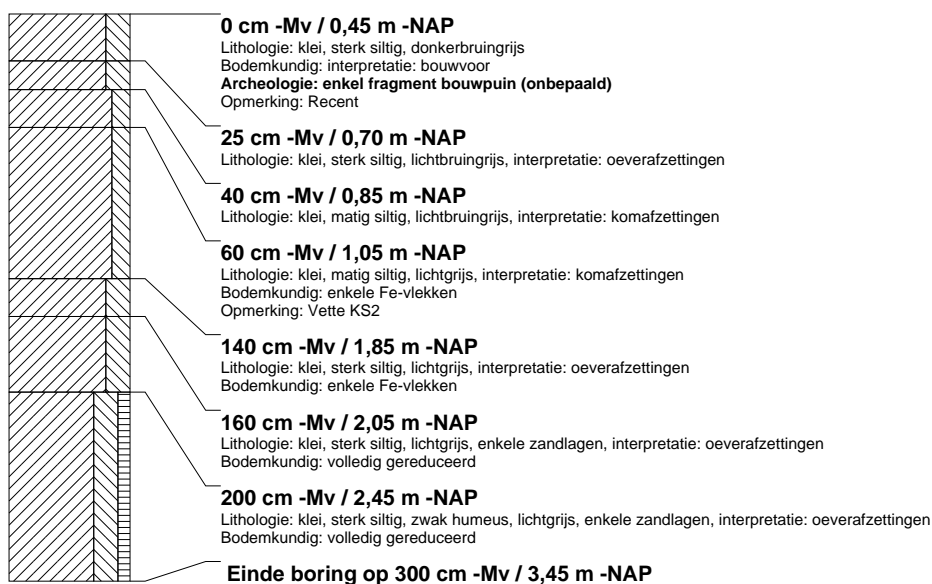 0 cm -Mv / 0,45 m -NAP
Lithologie: klei, sterk siltig, donkerbruingrijs
Bodemkundig: interpretatie: bouwvoor
Archeologie: enkel fragment bouwpuin (onbepaald)
Opmerking: Recent
25 cm -Mv / 0,70 m -NAP
Lithologie: klei, sterk siltig, lichtbruingrijs, interpretatie: oeverafzettingen
40 cm -Mv / 0,85 m -NAP
Lithologie: klei, matig siltig, lichtbruingrijs, interpretatie: komafzettingen
60 cm -Mv / 1,05 m -NAP
Lithologie: klei, matig siltig, lichtgrijs, interpretatie: komafzettingen
Bodemkundig: enkele Fe-vlekken
Opmerking: Vette KS2
140 cm -Mv / 1,85 m -NAP
Lithologie: klei, sterk siltig, lichtgrijs, interpretatie: oeverafzettingen
Bodemkundig: enkele Fe-vlekken
160 cm -Mv / 2,05 m -NAP
Lithologie: klei, sterk siltig, lichtgrijs, enkele zandlagen, interpretatie: oeverafzettingen
Bodemkundig: volledig gereduceerd
200 cm -Mv / 2,45 m -NAP
Lithologie: klei, sterk siltig, zwak humeus, lichtgrijs, enkele zandlagen, interpretatie: oeverafzettingen
Bodemkundig: volledig gereduceerd
Einde boring op 300 cm -Mv / 3,45 m -NAP